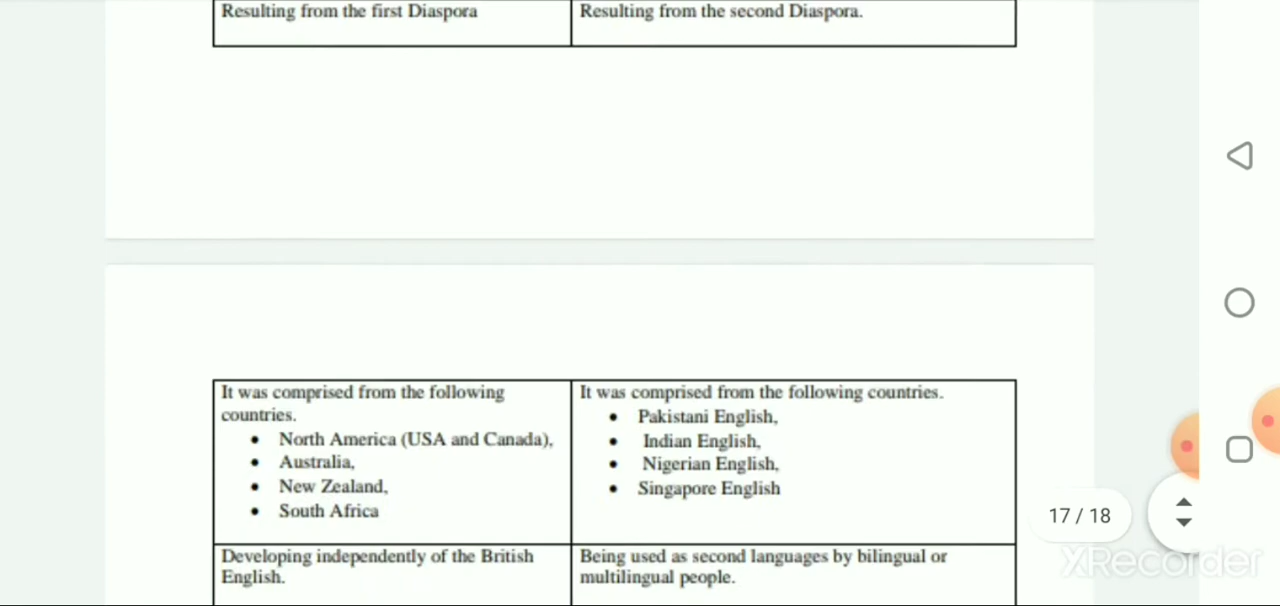 Resulting from the first Diaspora
Resulting from the second Diaspora.
It was comprised from the following
countries.
• North America (USA and Canada),
• Australia,
• New Zealand,
• South Africa
It was comprised from the following countries.
• Pakistani English,
• Indian English,
• Nigerian English,
• Singapore English
Developing independently of the British
English.
Being used as second languages by bilingual or
multilingual people.
17 / 18
XRecorder